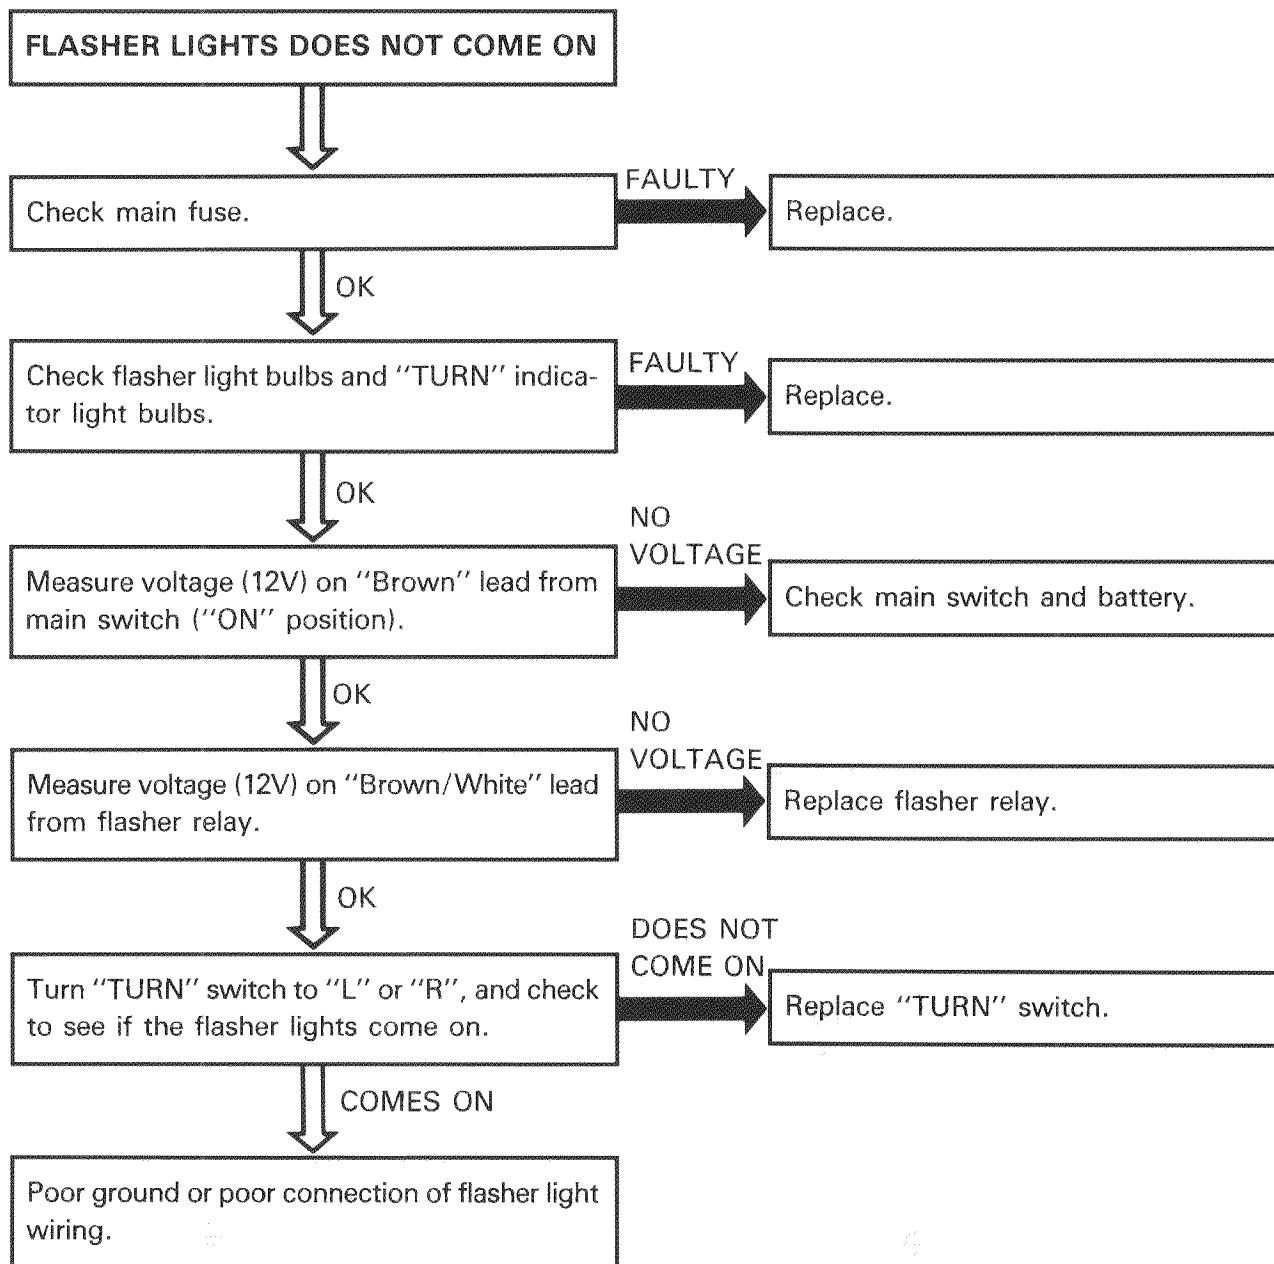 FLASHER LIGHTS DOES NOT COME ON
Check main fuse.
FAULTY
Replace.
OK
Check flasher light bulbs and “TURN” indica-
tor light bulbs.
FAULTY
Replace.
OK
Measure voltage (12V) on “Brown” lead from
main switch (“ON” position).
NO
VOLTAGE
Check main switch and battery.
OK
Measure voltage (12V) on “Brown/White” lead
from flasher relay.
NO
VOLTAGE
Replace flasher relay.
OK
Turn “TURN” switch to “L” or “R”, and check
to see if the flasher lights come on.
DOES NOT
COME ON
Replace “TURN” switch.
COMES ON
Poor ground or poor connection of flasher light
wiring.